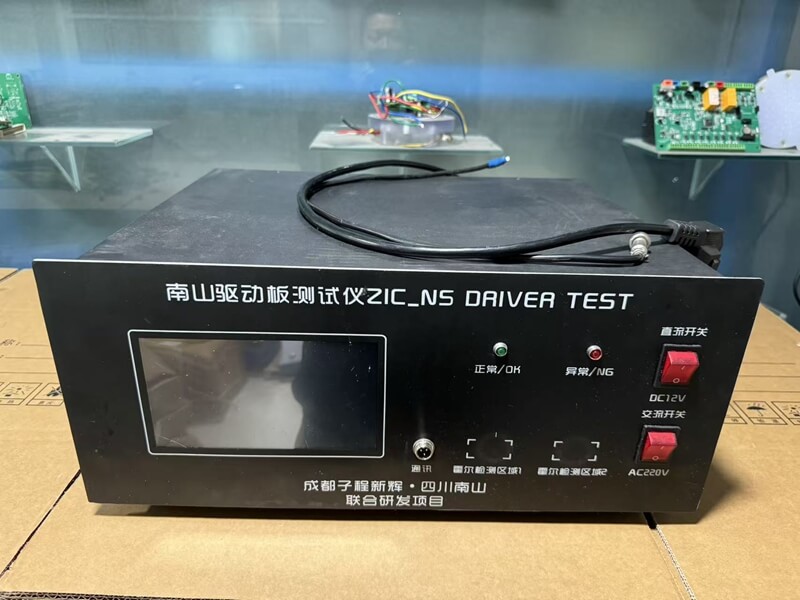 南山驱动板测试仪ZIC_NS DRIVER TEST
直流开关
正常/OK
异常/NG
DC12V
交流开关
通讯
霍尔检测区域1
霍尔检测区域2
AC220V
成都子程新辉·四川南山
联合研发项目